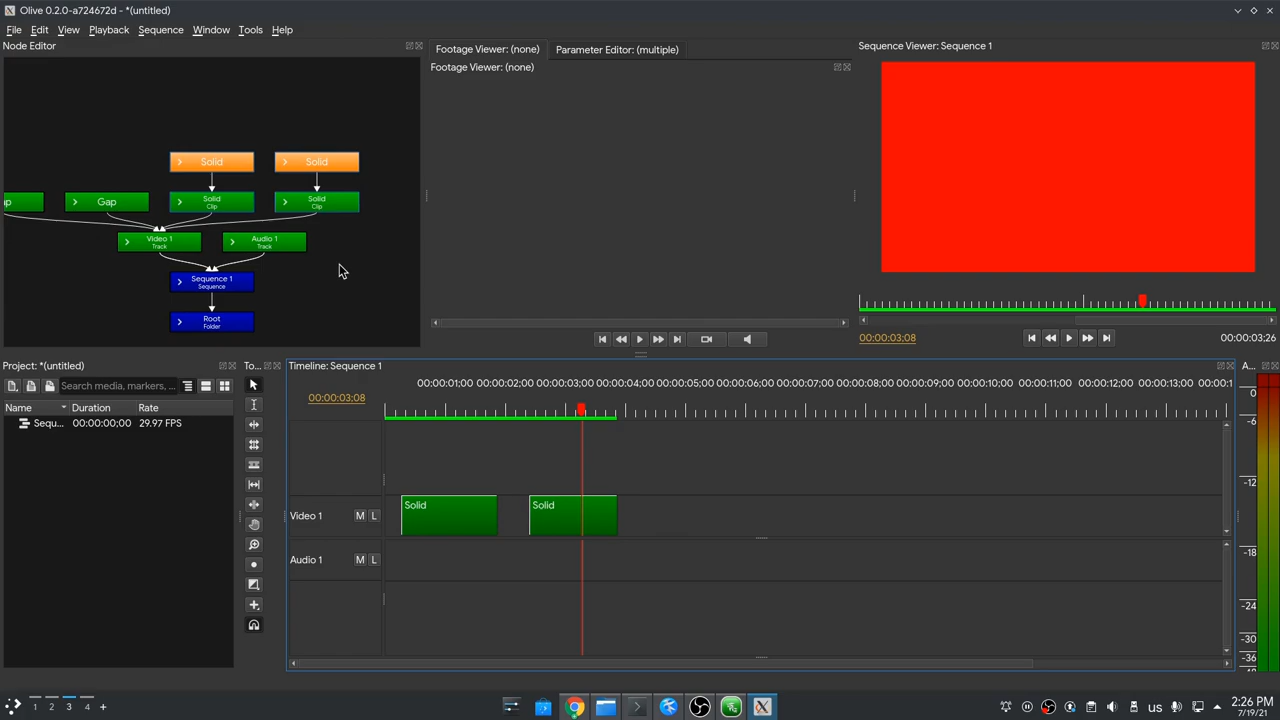 Olive 0.2.0-a724672d - *(untitled)
File Edit View Playback Sequence Window Tools Help
Node Editor
Footage Viewer: (none)
Parameter Editor: (multiple)
Sequence Viewer: Sequence 1
Footage Viewer: (none)
Solid
Solid
Gap
Solid
Clip
Solid
Clip
Video 1
Track
Audio 1
Track
Sequence 1
Sequence
Root
Folder
00:00:03;08
00:00:03;26
Project: *(untitled)
To...
Timeline: Sequence 1
A...
Search media, markers, ...
Name Duration Rate
Sequ... 00:00:00;00 29.97 FPS
00:00:03;08
00:00:01;00 00:00:02;00 00:00:03;00 00:00:04;00 00:00:05;00 00:00:06;00 00:00:07;00 00:00:08;00 00:00:09;00 00:00:10;00 00:00:11;00 00:00:12;00 00:00:13;00 00:00:1
0
-6
-12
-18
-24
-30
-36
Video 1 M L
Solid
Solid
Audio 1 M L
1 2 3 4 +
us
2:26 PM
7/19/21